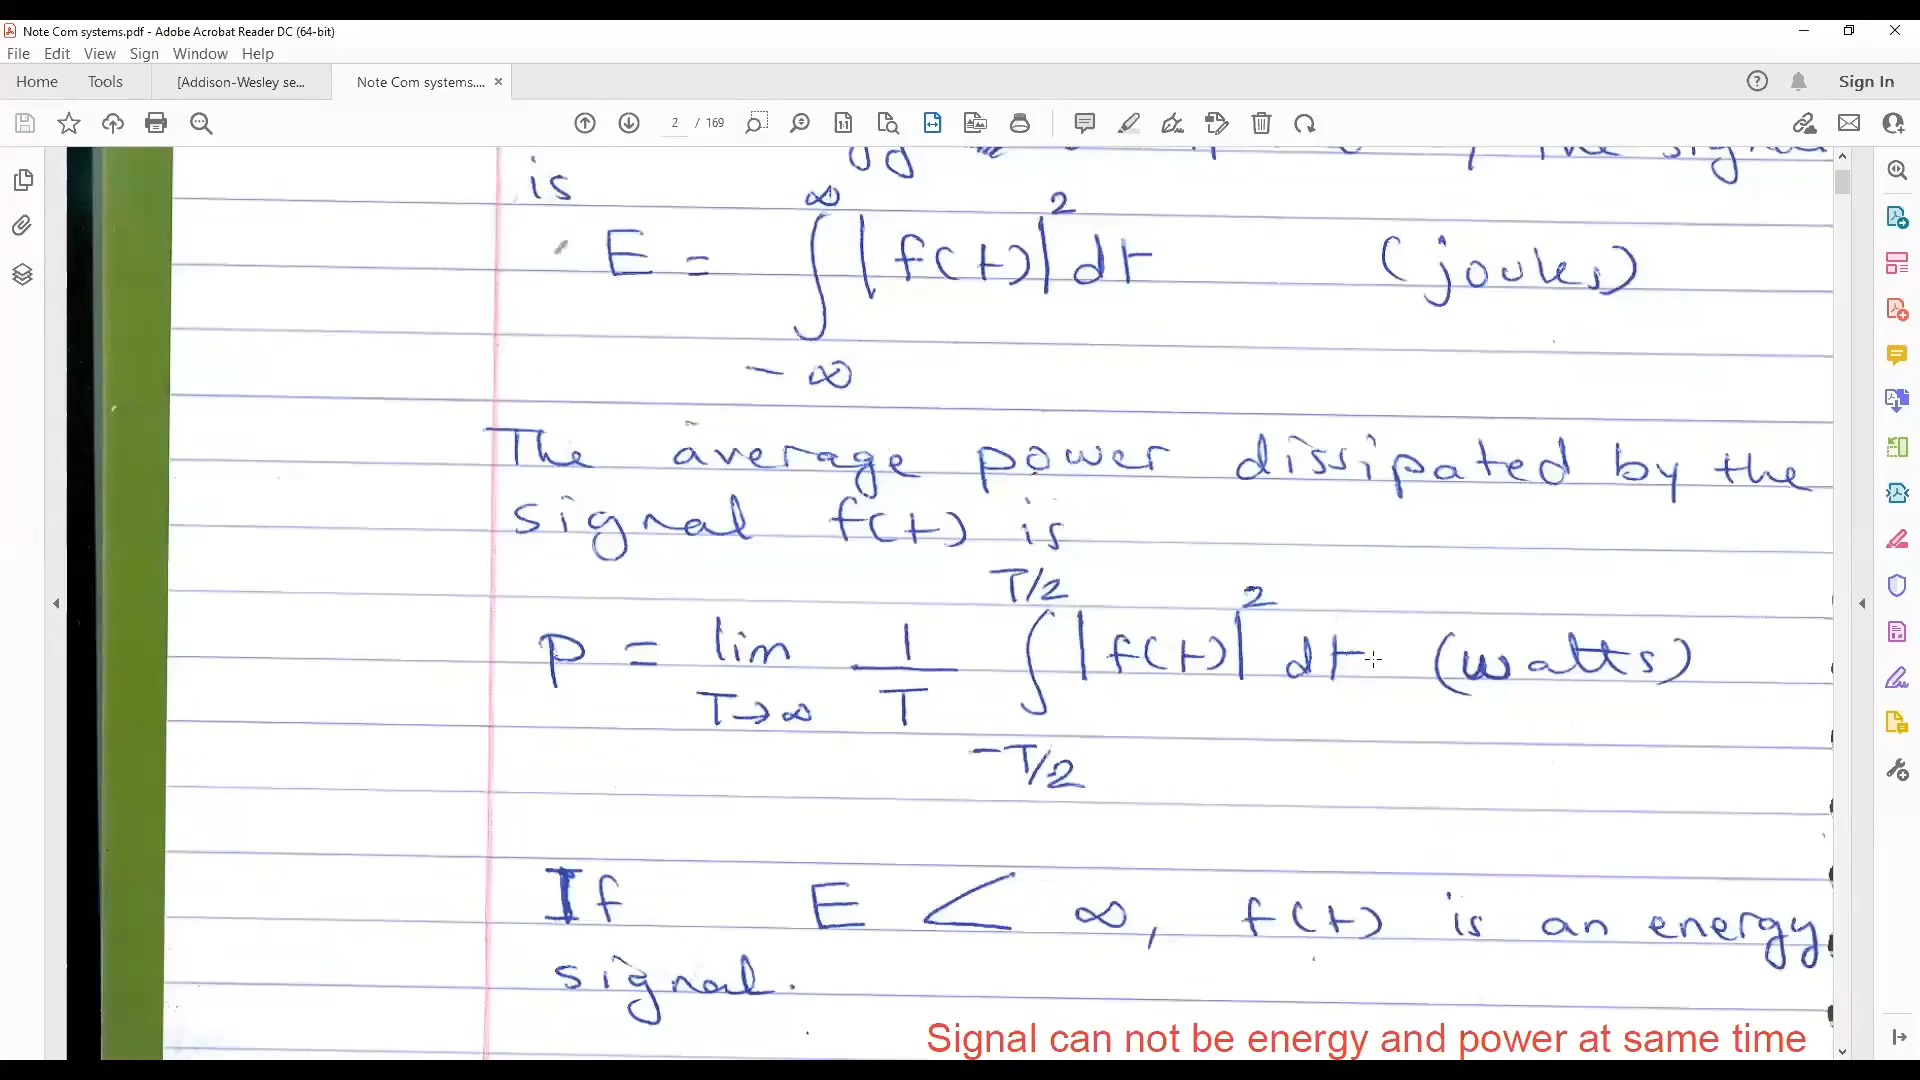 Note Com systems.pdf - Adobe Acrobat Reader DC (64-bit)
File Edit View Sign Window Help
Home Tools [Addison-Wesley se... Note Com systems.... ×
2 / 169
Sign In
the signal
is
E = ∫_{-∞}^{∞} |f(t)|² dt (joules)
The average power dissipated by the
signal f(t) is
P = lim_{T→∞} 1/T ∫_{-T/2}^{T/2} |f(t)|² dt (watts)
If E < ∞, f(t) is an energy
signal.
Signal can not be energy and power at same time